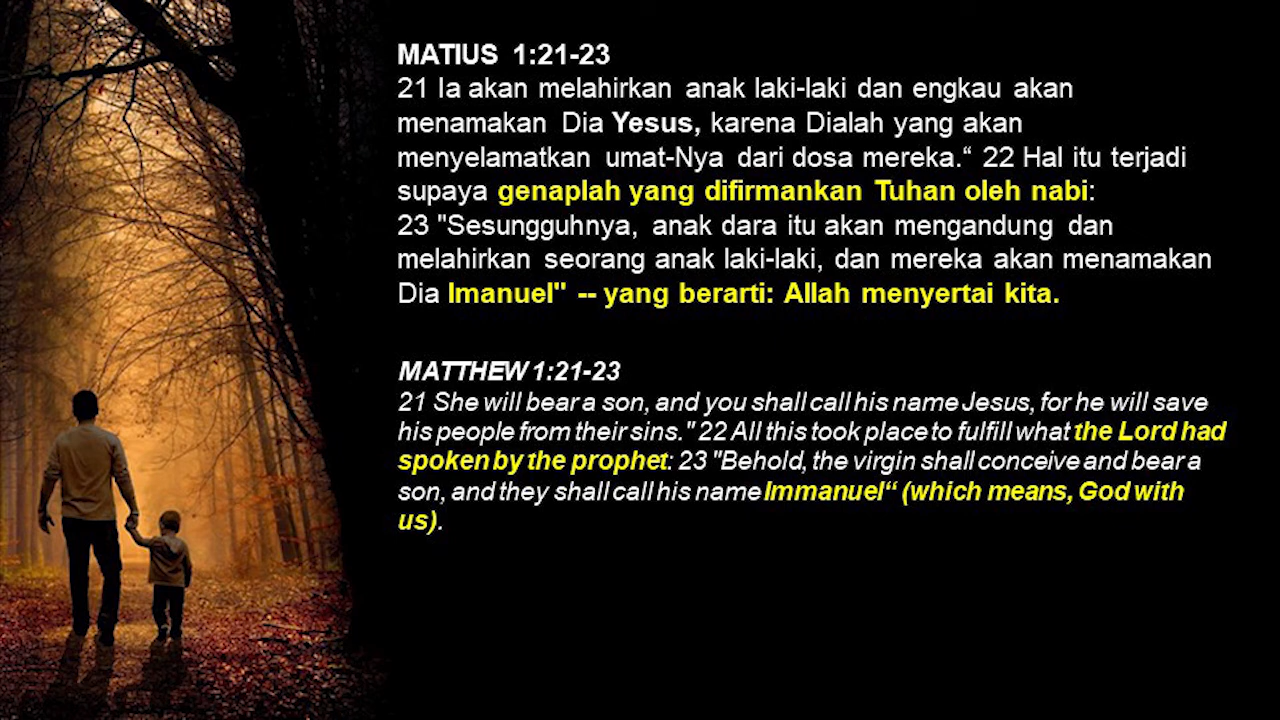 MATIUS 1:21-23
21 Ia akan melahirkan anak laki-laki dan engkau akan
menamakan Dia Yesus, karena Dialah yang akan
menyelamatkan umat-Nya dari dosa mereka.“ 22 Hal itu terjadi
supaya genaplah yang difirmankan Tuhan oleh nabi:
23 "Sesungguhnya, anak dara itu akan mengandung dan
melahirkan seorang anak laki-laki, dan mereka akan menamakan
Dia Imanuel" -- yang berarti: Allah menyertai kita.
MATTHEW 1:21-23
21 She will bear a son, and you shall call his name Jesus, for he will save
his people from their sins." 22 All this took place to fulfill what the Lord had
spoken by the prophet: 23 "Behold, the virgin shall conceive and bear a
son, and they shall call his name Immanuel“ (which means, God with
us).